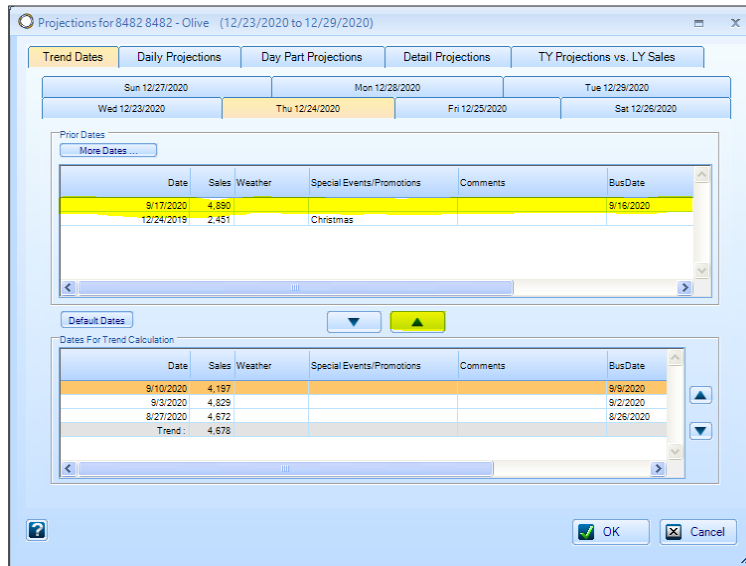 Projections for 8482 8482 - Olive (12/23/2020 to 12/29/2020)
Trend Dates Daily Projections Day Part Projections Detail Projections TY Projections vs. LY Sales
Sun 12/27/2020 Mon 12/28/2020 Tue 12/29/2020
Wed 12/23/2020 Thu 12/24/2020 Fri 12/25/2020 Sat 12/26/2020
Prior Dates
More Dates ...
Date Sales Weather Special Events/Promotions Comments BusDate
9/17/2020 4,890 9/16/2020
12/24/2019 2,451 Christmas
Default Dates
Dates For Trend Calculation
Date Sales Weather Special Events/Promotions Comments BusDate
9/10/2020 4,197 9/9/2020
9/3/2020 4,829 9/2/2020
8/27/2020 4,672 8/26/2020
Trend : 4,678
? OK Cancel